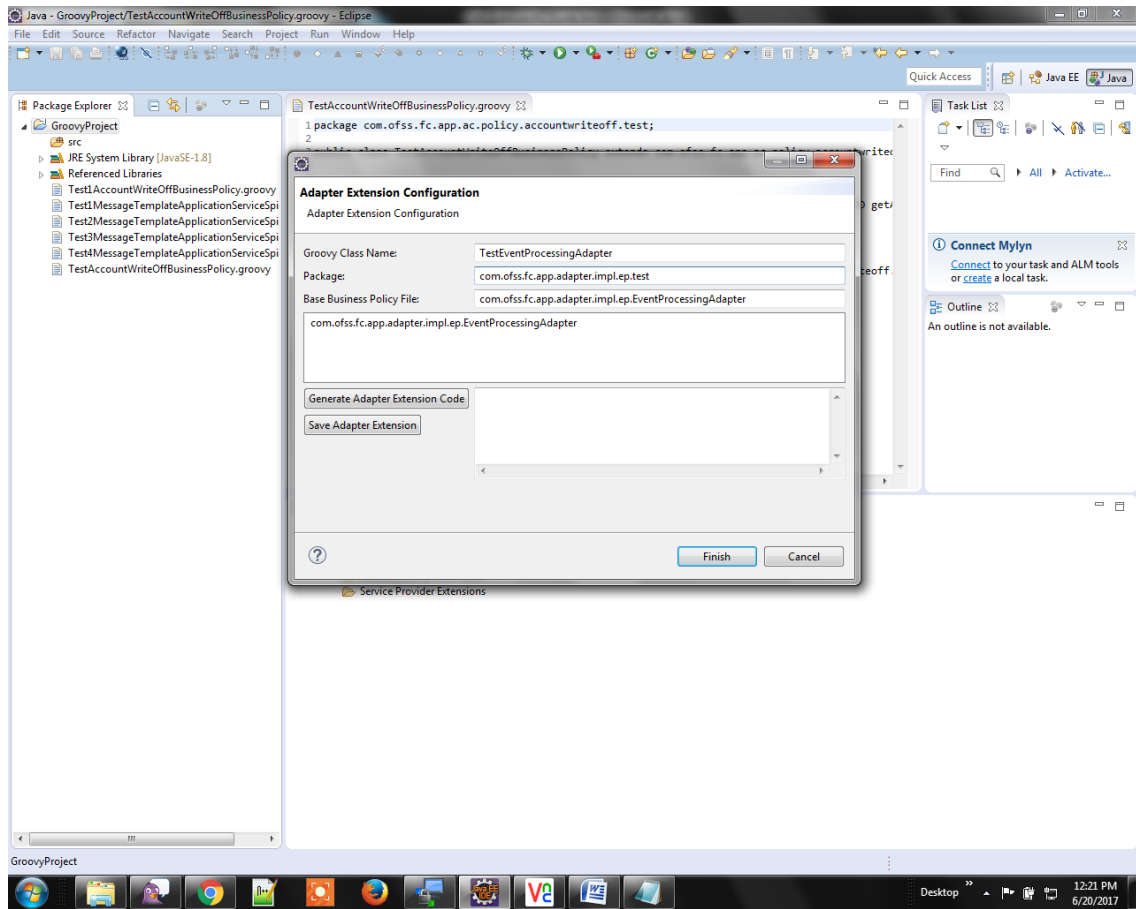 Java - GroovyProject/TestAccountWriteOffBusinessPolicy.groovy - Eclipse
File Edit Source Refactor Navigate Search Project Run Window Help
Quick Access
Java EE
Java
Package Explorer
GroovyProject
src
JRE System Library [JavaSE-1.8]
Referenced Libraries
Test1AccountWriteOffBusinessPolicy.groovy
Test1MessageTemplateApplicationServiceSpi
Test2MessageTemplateApplicationServiceSpi
Test3MessageTemplateApplicationServiceSpi
Test4MessageTemplateApplicationServiceSpi
TestAccountWriteOffBusinessPolicy.groovy
TestAccountWriteOffBusinessPolicy.groovy
1 package com.ofss.fc.app.ac.policy.accountwriteoff.test;
2
Adapter Extension Configuration
Adapter Extension Configuration
Groovy Class Name: TestEventProcessingAdapter
Package: com.ofss.fc.app.adapter.impl.ep.test
Base Business Policy File: com.ofss.fc.app.adapter.impl.ep.EventProcessingAdapter
com.ofss.fc.app.adapter.impl.ep.EventProcessingAdapter
Generate Adapter Extension Code
Save Adapter Extension
Finish Cancel
Service Provider Extensions
Task List
Find All Activate...
Connect Mylyn
Connect to your task and ALM tools
or create a local task.
Outline
An outline is not available.
GroovyProject
Desktop
12:21 PM
6/20/2017